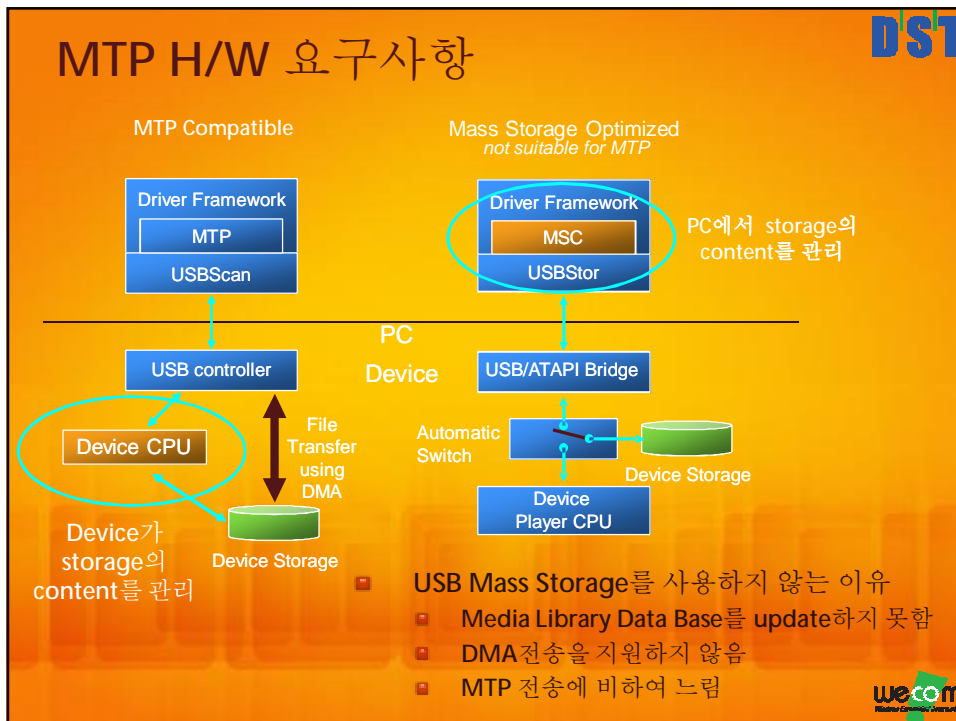 MTP H/W 요구사항
DST
MTP Compatible
Driver Framework
MTP
USBScan
Mass Storage Optimized
not suitable for MTP
Driver Framework
MSC
USBStor
PC에서 storage의
content를 관리
PC
Device
USB controller
Device CPU
File
Transfer
using
DMA
Device Storage
Device가
storage의
content를 관리
USB/ATAPI Bridge
Automatic
Switch
Device Storage
Device
Player CPU
USB Mass Storage를 사용하지 않는 이유
Media Library Data Base를 update하지 못함
DMA전송을 지원하지 않음
MTP 전송에 비하여 느림
wecom